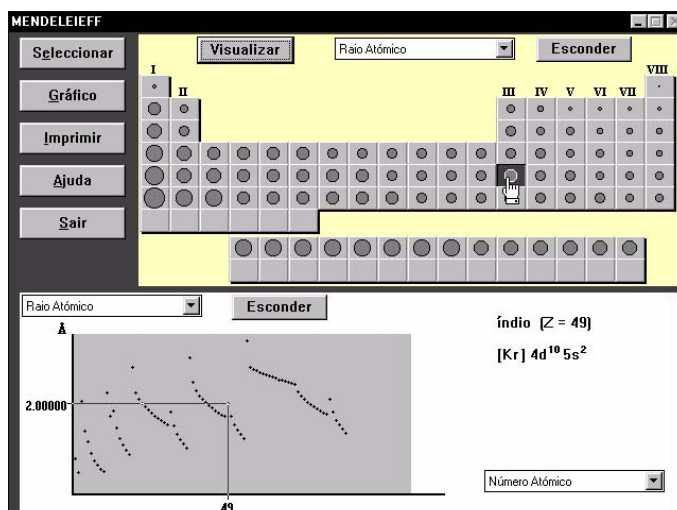 MENDELEIEFF
Seleccionar
Visualizar
Raio Atómico
Esconder
I
VIII
II
III IV V VI VII
Gráfico
Imprimir
Ajuda
Sair
Raio Atómico
Esconder
Å
índio (Z = 49)
[Kr] 4d¹⁰ 5s²
2.00000
Número Atómico
49